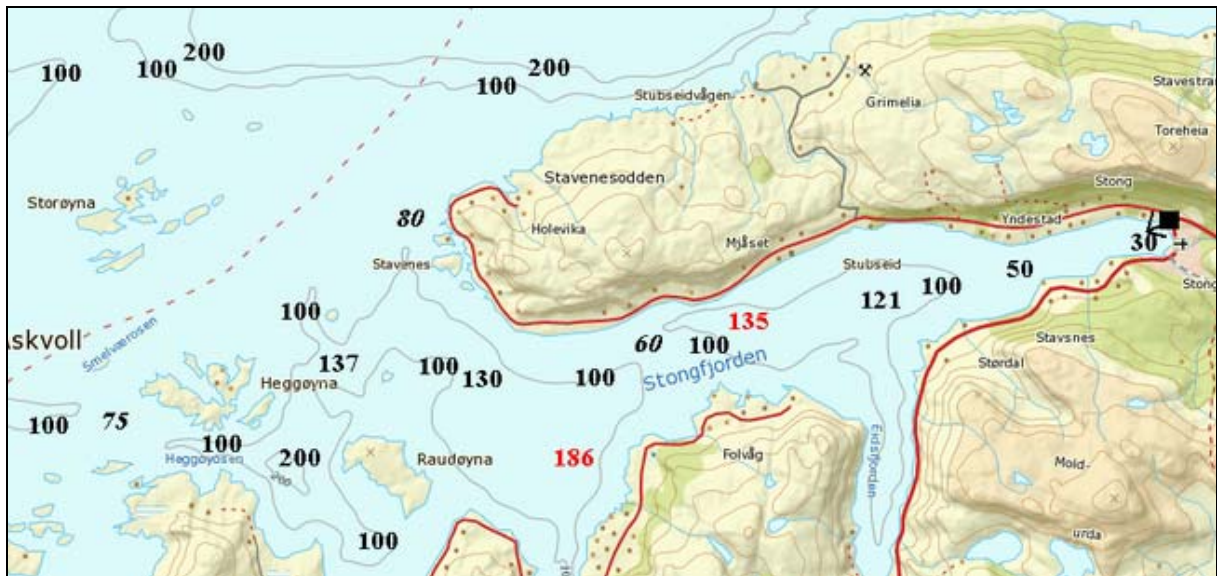 200
100
100
200
100
Stubseidvågen
Grimelia
Stavestra
Toreheia
Stavenesodden
Stong
Storøyna
80
Holevika
Yndestad
Mjåset
30
Stavenes
Stubseid
50
100
121
Stong
100
135
Smelværosen
Askvoll
60
100
Stavsnes
137
100
130
100
Stongfjorden
Størdal
Heggøyna
75
100
100
Heggøyosen
200
200
Raudøyna
186
Folvåg
Eidsfjorden
Mold-
urda
100